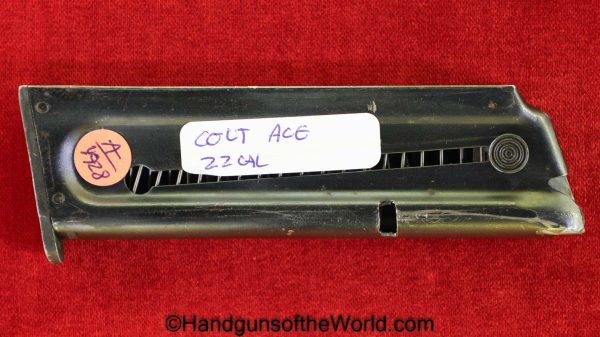 COLT ACE
22 CAL
©HandgunsoftheWorld.com